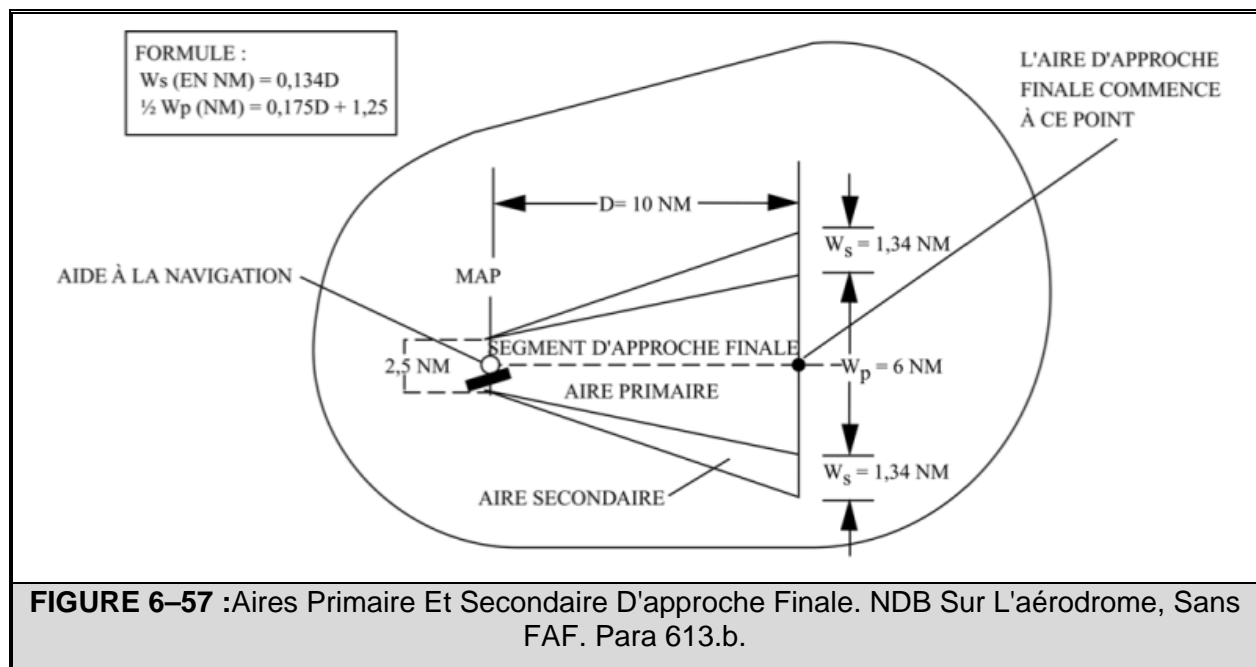 FORMULE :
Ws (EN NM) = 0,134D
½ Wp (NM) = 0,175D + 1,25
L'AIRE D'APPROCHE
FINALE COMMENCE
À CE POINT
D= 10 NM
Ws = 1,34 NM
AIDE À LA NAVIGATION
MAP
SEGMENT D'APPROCHE FINALE
2,5 NM
Wp = 6 NM
AIRE PRIMAIRE
Ws = 1,34 NM
AIRE SECONDAIRE
FIGURE 6–57 :Aires Primaire Et Secondaire D'approche Finale. NDB Sur L'aérodrome, Sans
FAF. Para 613.b.